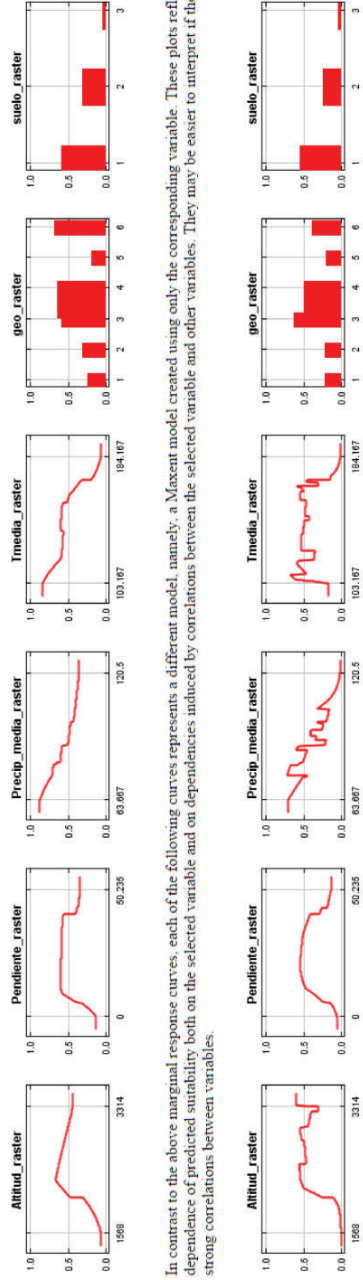 Altitud_raster Pendiente_raster Precip_media_raster Tmedia_raster geo_raster suelo_raster
1.0 1.0 1.0 1.0 1.0 1.0
0.5 0.5 0.5 0.5 0.5 0.5
0.0 0.0 0.0 0.0 0.0 0.0
1568 3314 0 60.235 63.667 120.5 103.167 184.167 1 2 3 4 5 6 1 2 3
In contrast to the above marginal response curves, each of the following curves represents a different model, namely, a Maxent model created using only the corresponding variable. These plots refl
dependence of predicted suitability both on the selected variable and on dependencies induced by correlations between the selected variable and other variables. They may be easier to interpret if the
strong correlations between variables.
Altitud_raster Pendiente_raster Precip_media_raster Tmedia_raster geo_raster suelo_raster
1.0 1.0 1.0 1.0 1.0 1.0
0.5 0.5 0.5 0.5 0.5 0.5
0.0 0.0 0.0 0.0 0.0 0.0
1568 3314 0 60.235 63.667 120.5 103.167 184.167 1 2 3 4 5 6 1 2 3